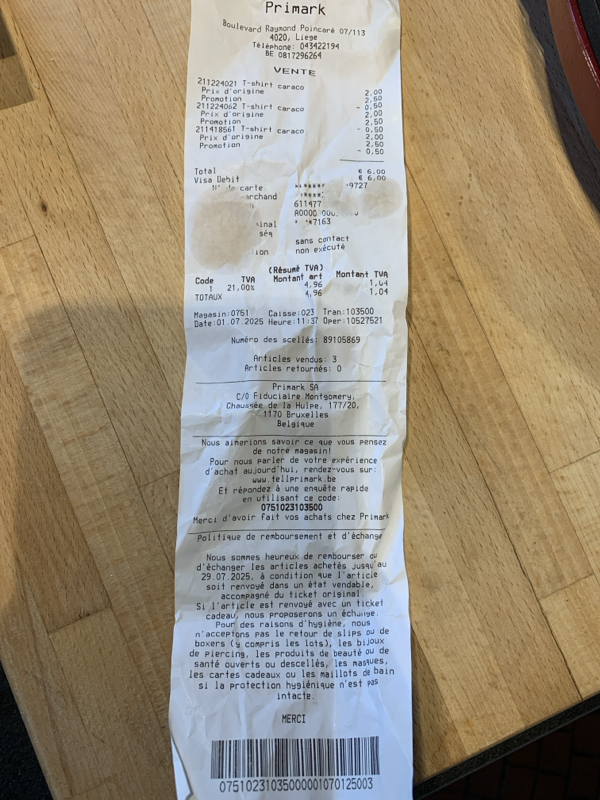 Primark
Boulevard Raymond Poincaré 07/113
4020, Liege
Téléphone: 043422194
BE 0817296264
VENTE
211224021 T-shirt caraco 2,00
Prix d'origine 2,50
Promotion - 0,50
211224062 T-shirt caraco 2,00
Prix d'origine 2,50
Promotion - 0,50
211418561 T-shirt caraco 2,00
Prix d'origine 2,50
Promotion - 0,50
Total € 6,00
Visa Debit € 6,00
carte 9727
archand
611477
A0000
inal 7163
séq
sans contact
ion non exécuté
(Résumé TVA)
Code TVA Montant art Montant TVA
1 21,00% 4,96 1,04
TOTAUX 4,96 1,04
Magasin:0751 Caisse:023 Tran:103500
Date:01.07.2025 Heure:11:37 Oper:10527521
Numéro des scellés: 89105869
Articles vendus: 3
Articles retournés: 0
Primark SA
C/O Fiduciaire Montgomery,
Chaussée de la Hulpe, 177/20,
1170 Bruxelles
Belgique
Nous aimerions savoir ce que vous pensez
de notre magasin!
Pour nous parler de votre expérience
d'achat aujourd'hui, rendez-vous sur:
www.tellprimark.be
Et répondez à une enquête rapide
en utilisant ce code:
0751023103500
Merci d'avoir fait vos achats chez Primark
Politique de remboursement et d'échange
Nous sommes heureux de rembourser ou
d'échanger les articles achetés jusqu'au
29.07.2025, à condition que l'article
soit renvoyé dans un état vendable,
accompagné du ticket original.
Si l'article est renvoyé avec un ticket
cadeau, nous proposerons un échange.
Pour des raisons d'hygiène, nous
n'acceptons pas le retour de slips ou de
boxers (y compris les lots), les bijoux
de piercing, les produits de beauté ou de
santé ouverts ou descellés, les masques,
les cartes cadeaux ou les maillots de bain
si la protection hygiénique n'est pas
intacte.
MERCI
07510231035000001070125003